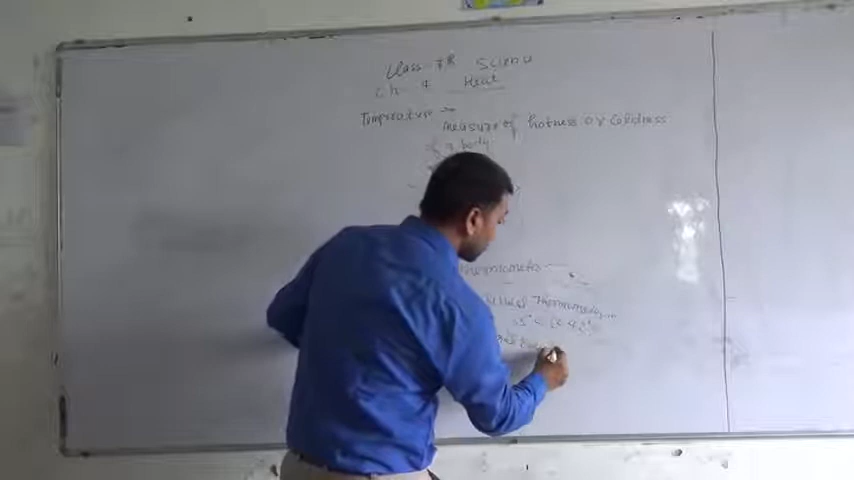 Class 7th Science
Ch 4 Heat
Temperature →
measure of hotness or coldness
of a body
Thermometer
Clinical Thermometer
35°C to 42°C